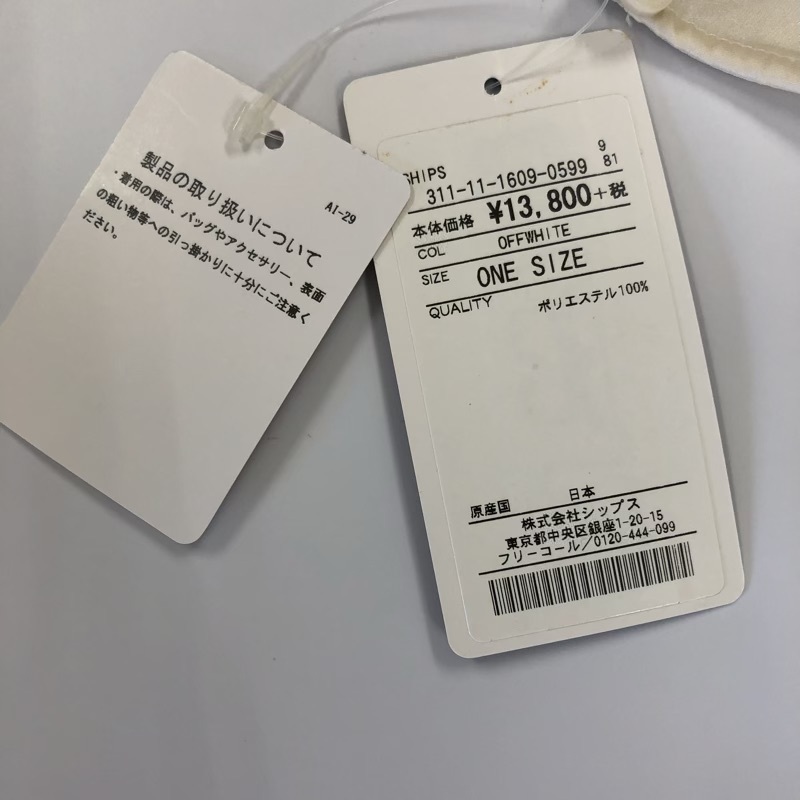 製品の取り扱いについて
AI-29
・着用の際は、バッグやアクセサリー、表面
の粗い物等への引っ掛かりに十分にご注意く
ださい。
SHIPS
9
311-11-1609-0599 81
本体価格 ¥13,800+税
COL OFFWHITE
SIZE ONE SIZE
QUALITY ポリエステル100%
原産国 日本
株式会社シップス
東京都中央区銀座1-20-15
フリーコール/0120-444-099